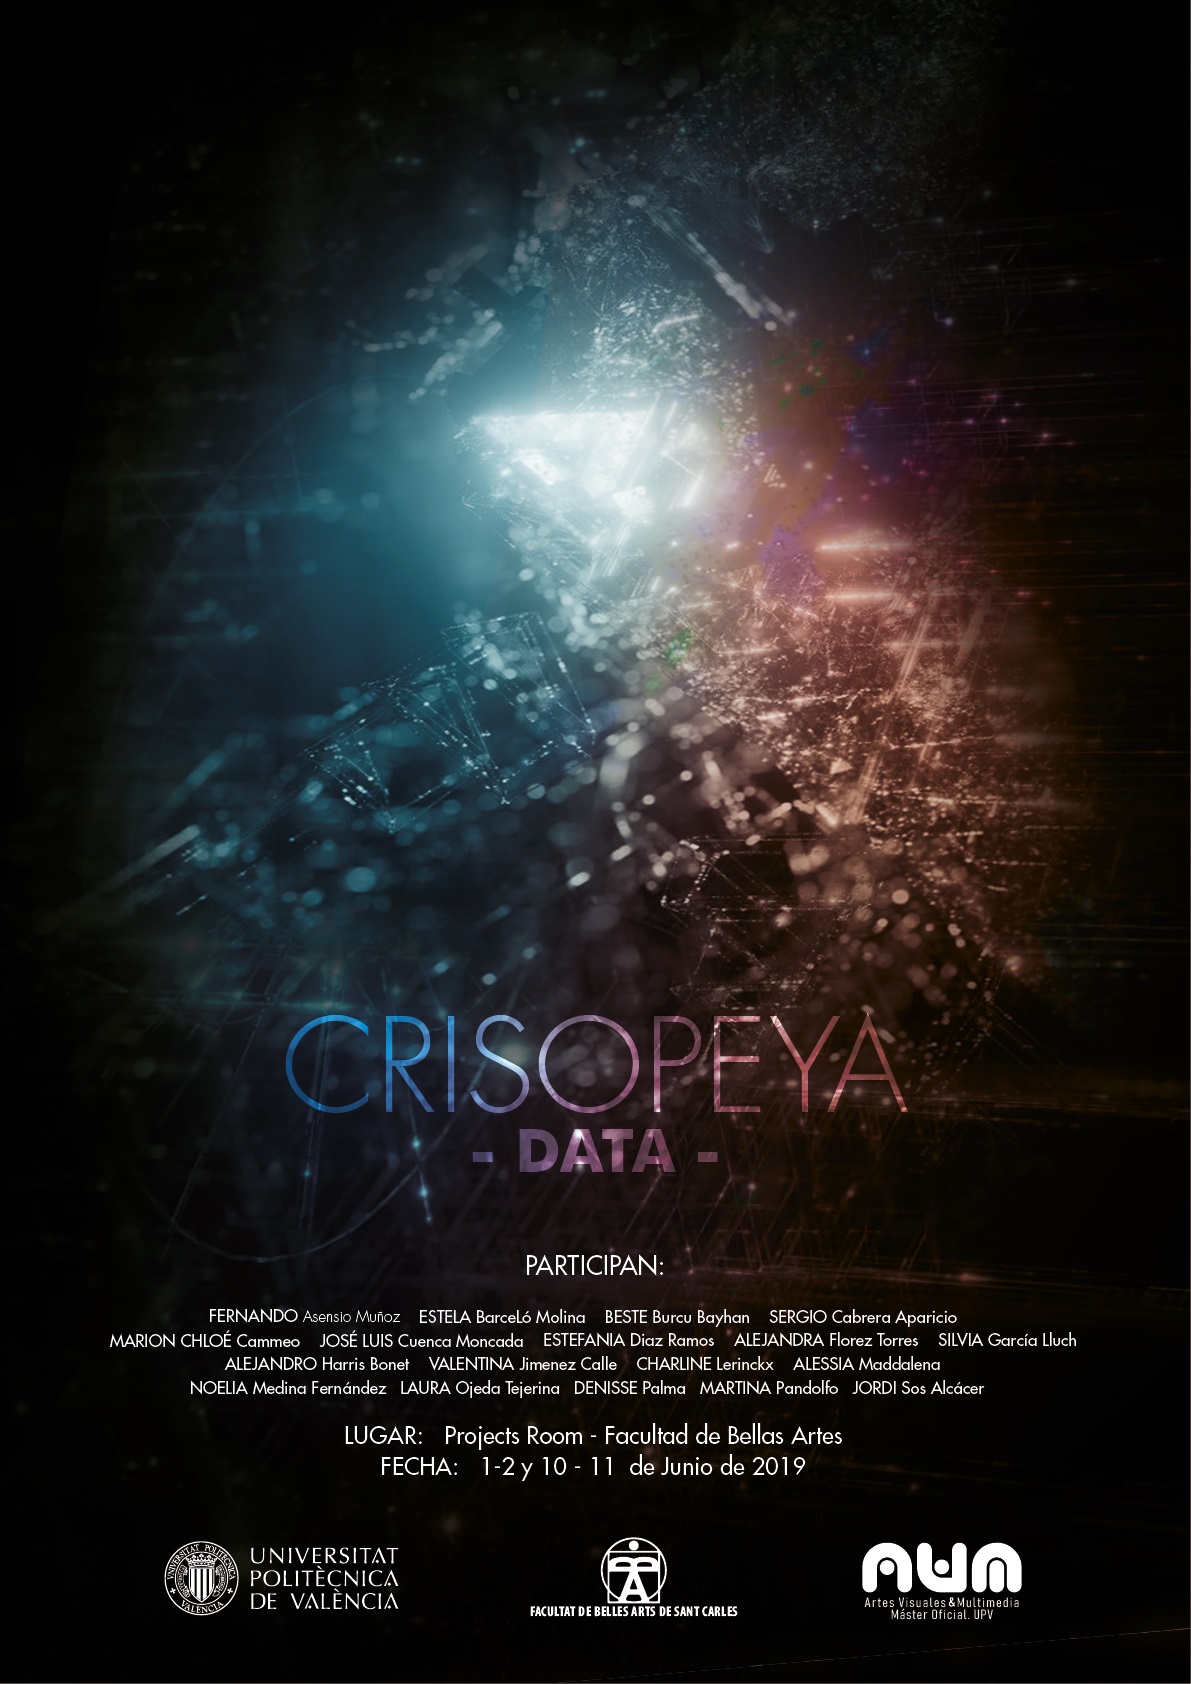 CRISOPEYA
- DATA -
PARTICIPAN:
FERNANDO Asensio Muñoz ESTELA BarceLó Molina BESTE Burcu Bayhan SERGIO Cabrera Aparicio
MARION CHLOÉ Cammeo JOSÉ LUIS Cuenca Moncada ESTEFANIA Diaz Ramos ALEJANDRA Florez Torres SILVIA García Lluch
ALEJANDRO Harris Bonet VALENTINA Jimenez Calle CHARLINE Lerinckx ALESSIA Maddalena
NOELIA Medina Fernández LAURA Ojeda Tejerina DENISSE Palma MARTINA Pandolfo JORDI Sos Alcácer
LUGAR: Projects Room - Facultad de Bellas Artes
FECHA: 1-2 y 10 - 11 de Junio de 2019
UNIVERSITAT POLITECNICA
VALENCIA
UNIVERSITAT
POLITÈCNICA
DE VALÈNCIA
BBAA
FACULTAT DE BELLES ARTS DE SANT CARLES
AVM
Artes Visuales & Multimedia
Máster Oficial. UPV